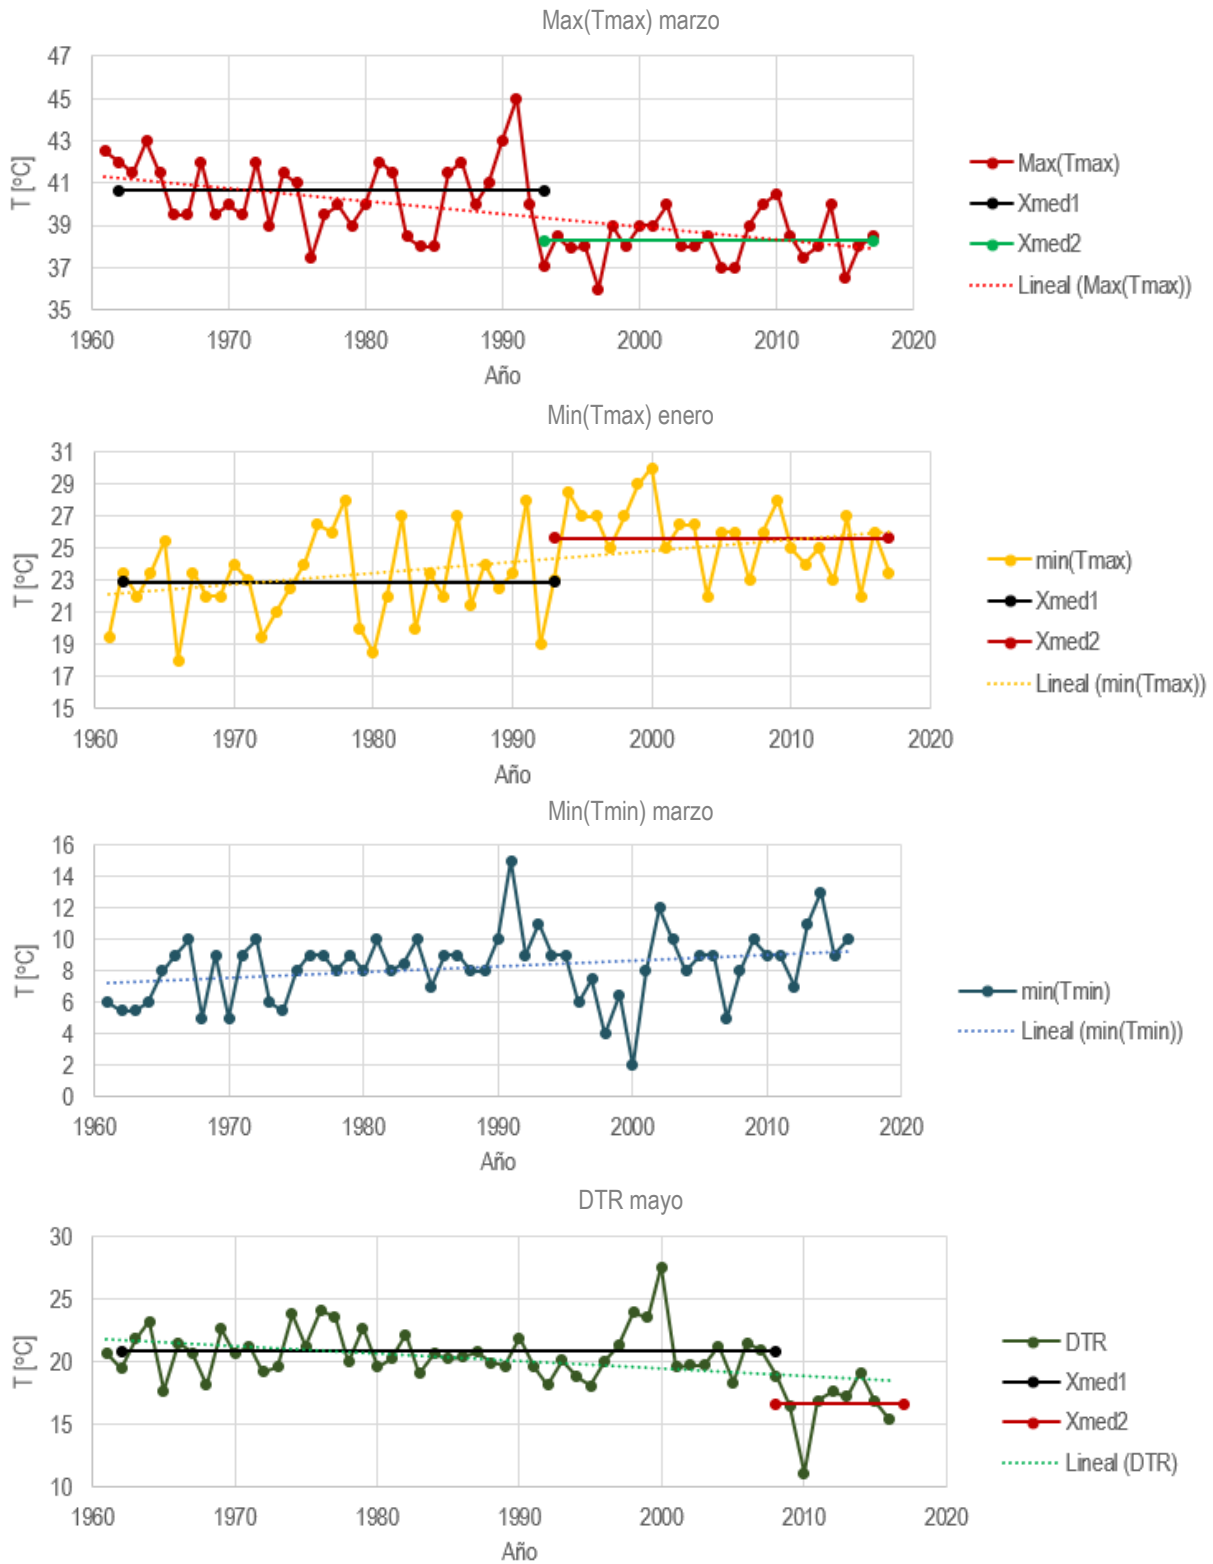 Max(Tmax) marzo
47
45
43
41
39
37
35
T [°C]
1960 1970 1980 1990 2000 2010 2020
Año
Max(Tmax)
Xmed1
Xmed2
Lineal (Max(Tmax))
Min(Tmax) enero
31
29
27
25
23
21
19
17
15
T [°C]
1960 1970 1980 1990 2000 2010 2020
Año
min(Tmax)
Xmed1
Xmed2
Lineal (min(Tmax))
Min(Tmin) marzo
16
14
12
10
8
6
4
2
0
T [°C]
1960 1970 1980 1990 2000 2010 2020
Año
min(Tmin)
Lineal (min(Tmin))
DTR mayo
30
25
20
15
10
T [°C]
1960 1970 1980 1990 2000 2010 2020
Año
DTR
Xmed1
Xmed2
Lineal (DTR)